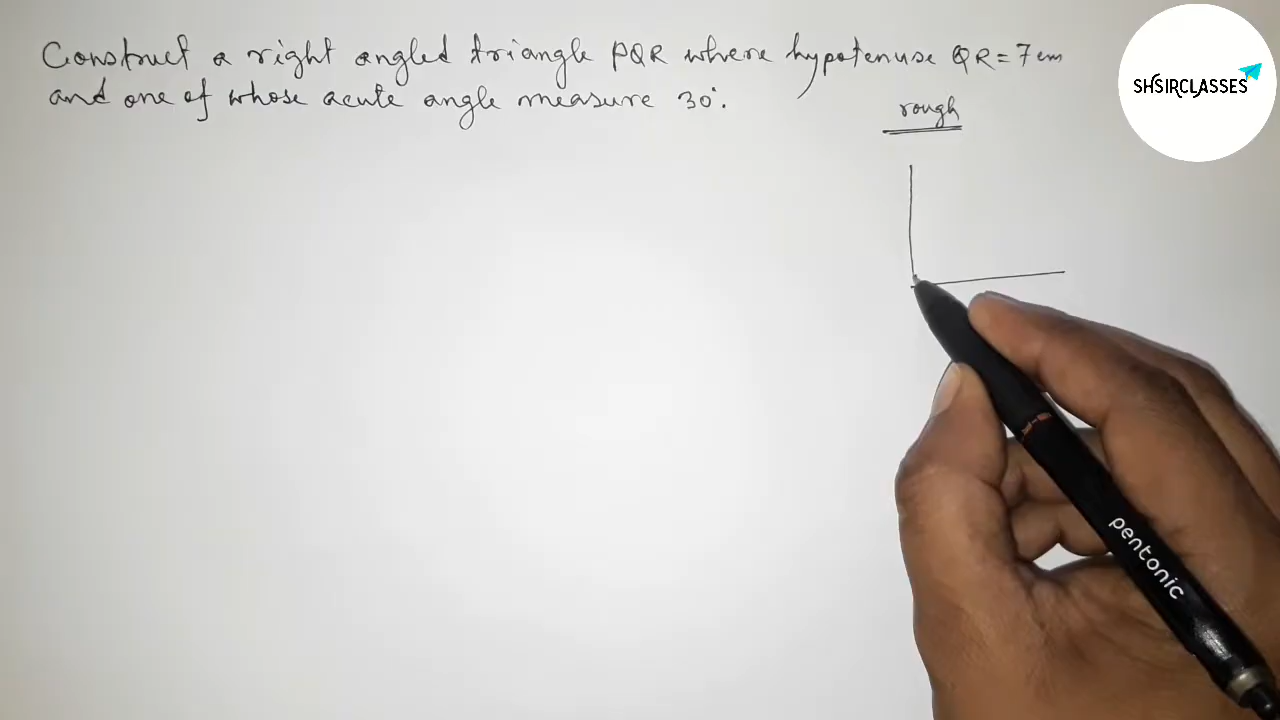 Construct a right angled triangle PQR where hypotenuse QR = 7 cm
and one of whose acute angle measure 30°.
rough
SHSIRCLASSES
pentonic